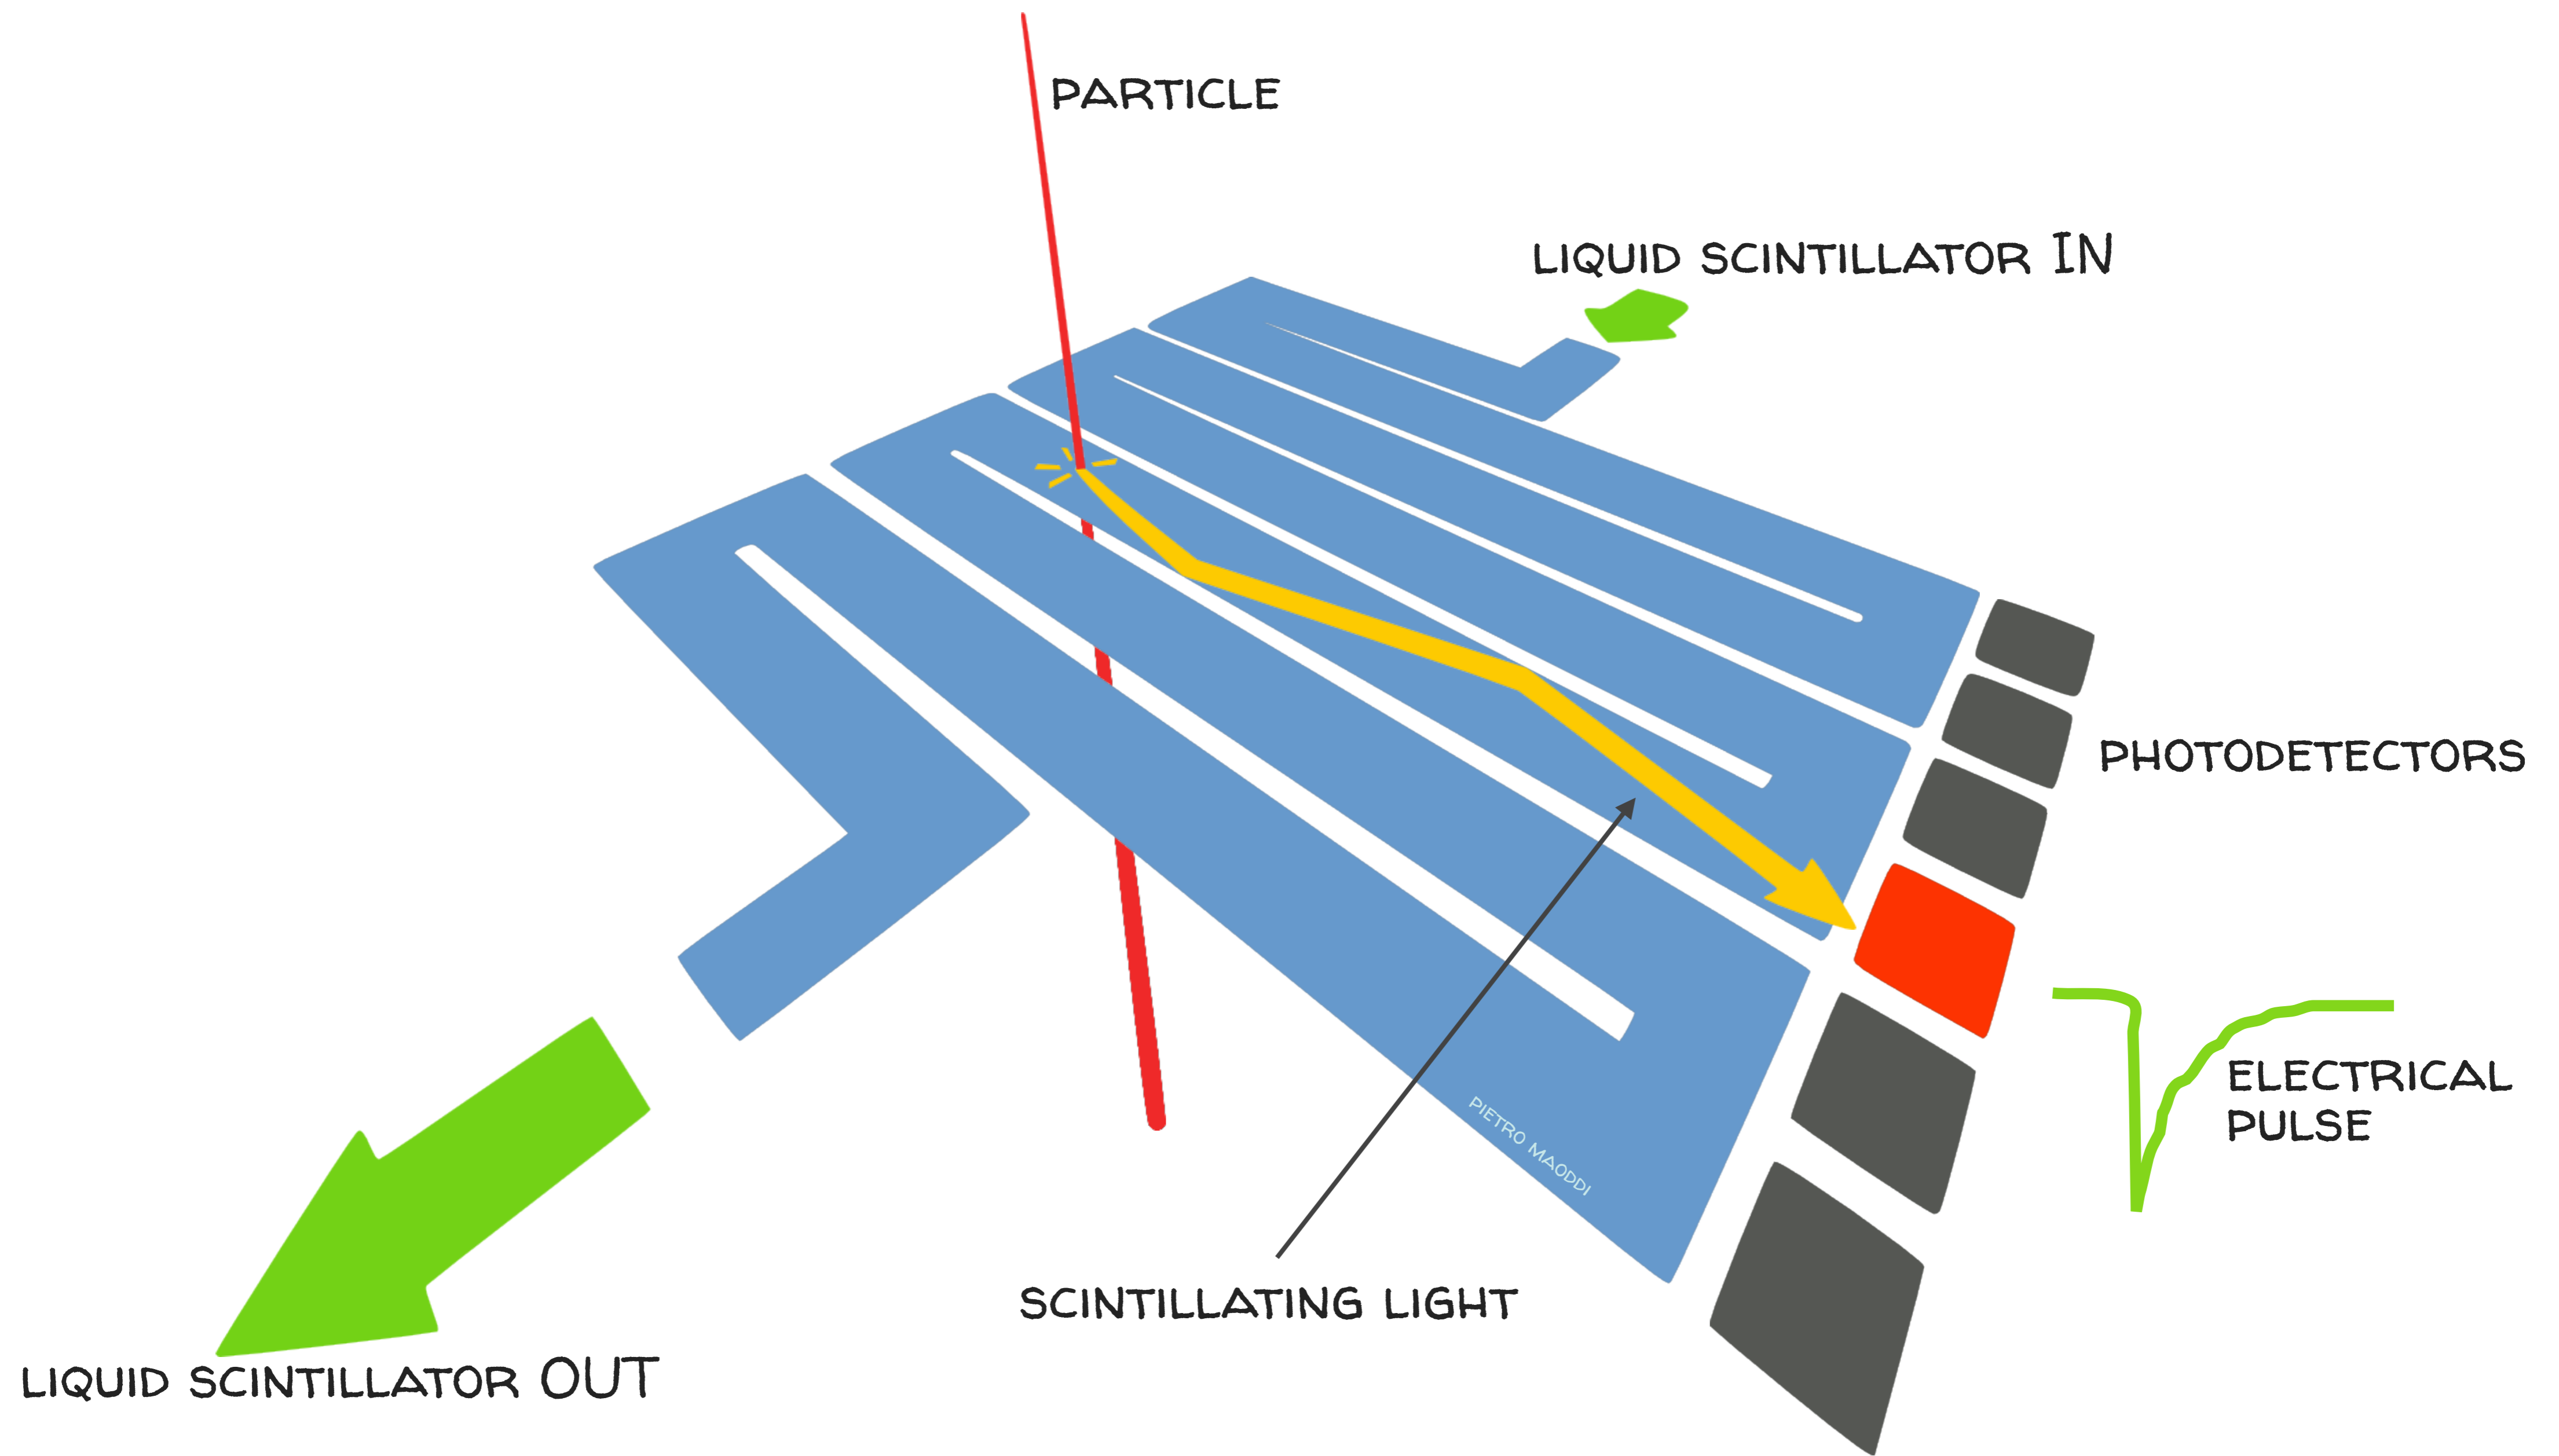 PARTICLE
LIQUID SCINTILLATOR IN
PHOTODETECTORS
ELECTRICAL
PULSE
PIETRO MAODDI
SCINTILLATING LIGHT
LIQUID SCINTILLATOR OUT